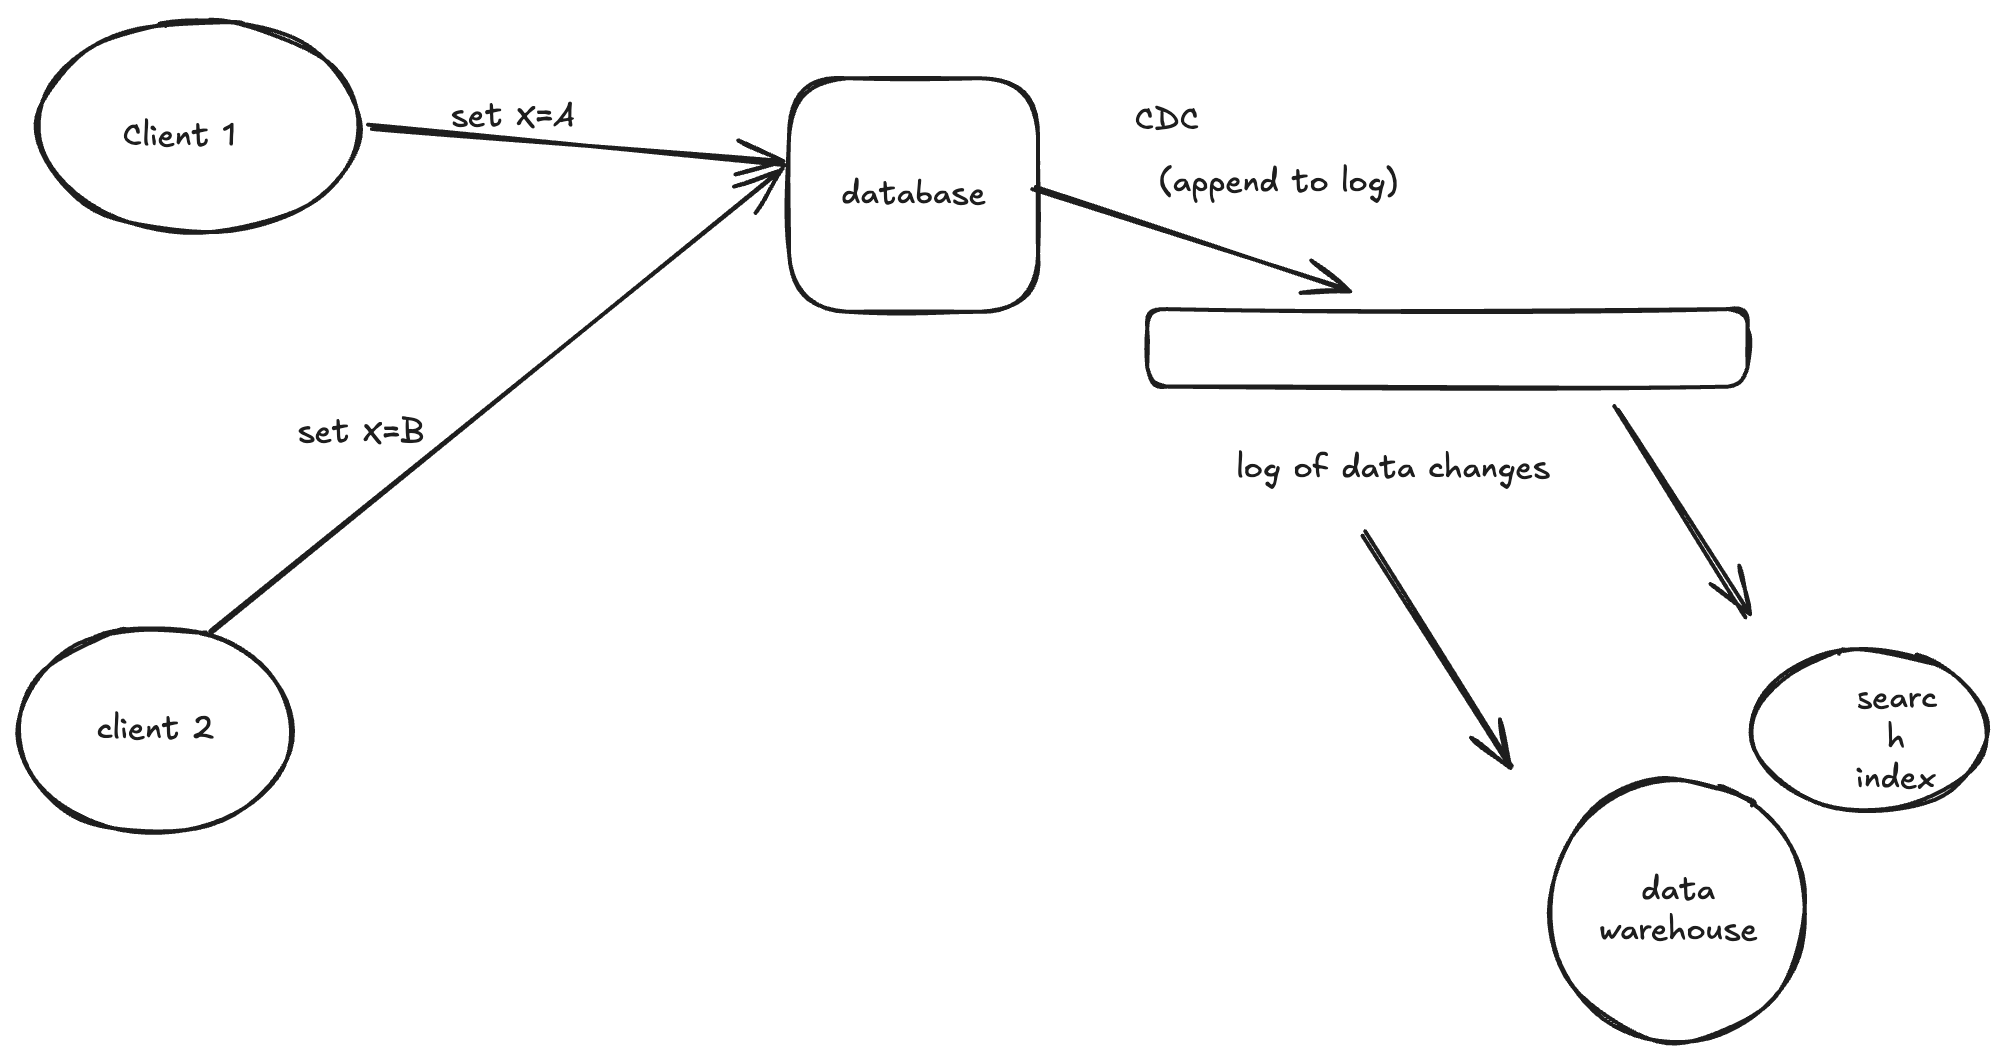 Client 1
set x=A
database
CDC
(append to log)
set x=B
log of data changes
client 2
searc
h
index
data
warehouse